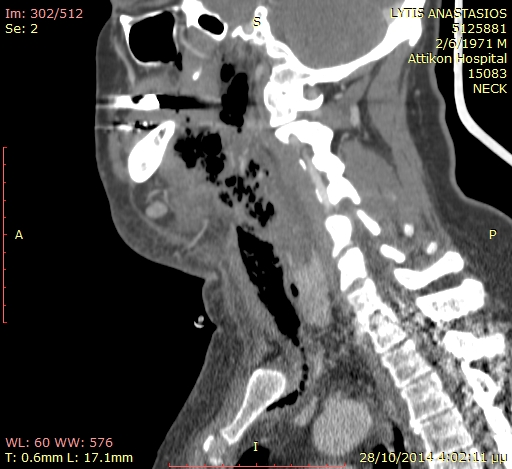 Im: 302/512
Se: 2
S
LYTIS ANASTASIOS
5125881
2/6/1971 M
Attikon Hospital
15083
NECK
A
P
WL: 60 WW: 576
T: 0.6mm L: 17.1mm
I
28/10/2014 4:02:11 μμ